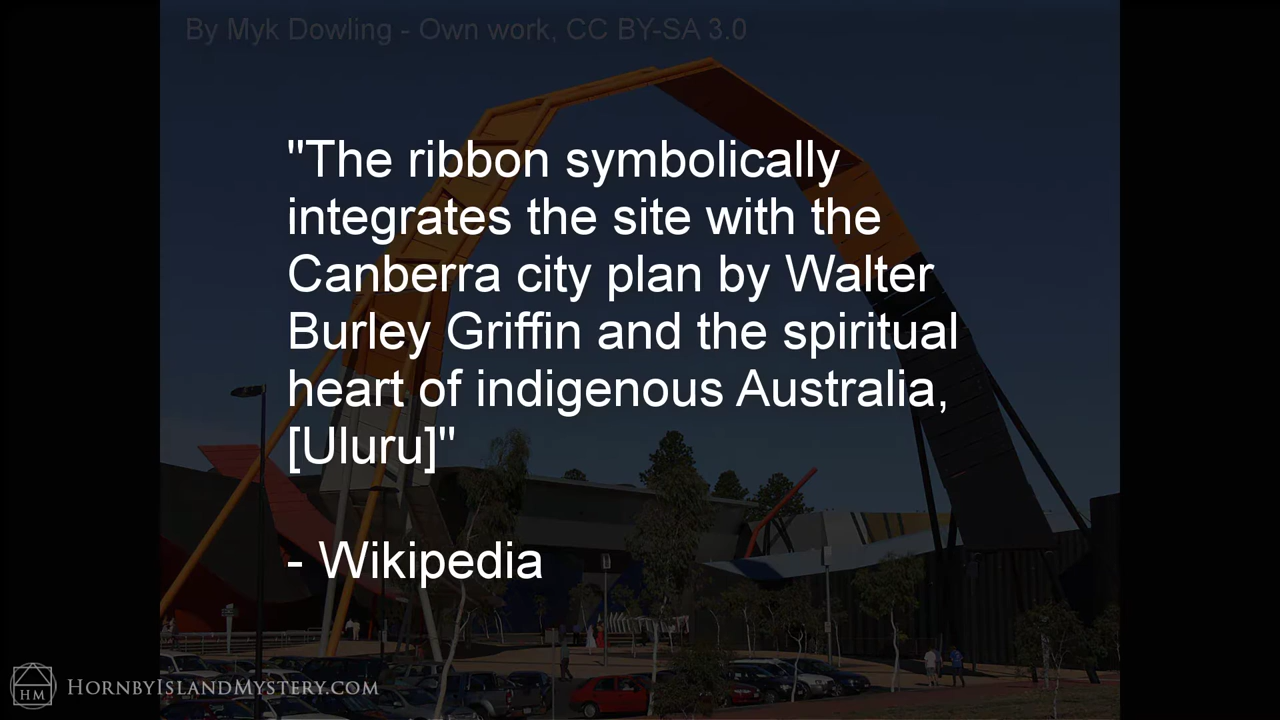 By Myk Dowling - Own work, CC BY-SA 3.0
"The ribbon symbolically
integrates the site with the
Canberra city plan by Walter
Burley Griffin and the spiritual
heart of indigenous Australia,
[Uluru]"
- Wikipedia
HM HORNBYISLANDMYSTERY.COM